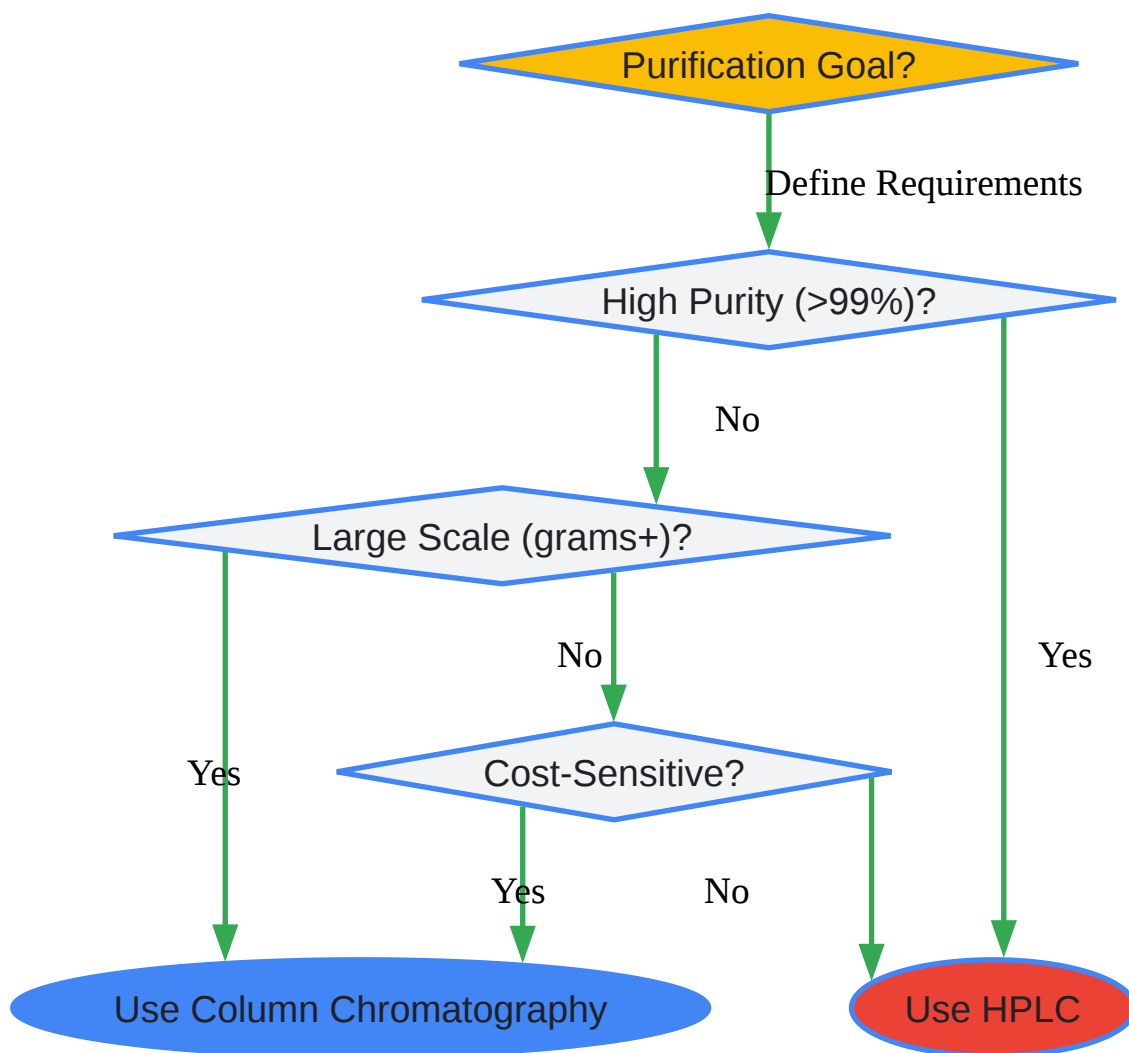 Purification Goal?
Define Requirements
High Purity (>99%)?
No
Large Scale (grams+)?
No
Yes
Yes
Cost-Sensitive?
Yes
No
Use Column Chromatography
Use HPLC